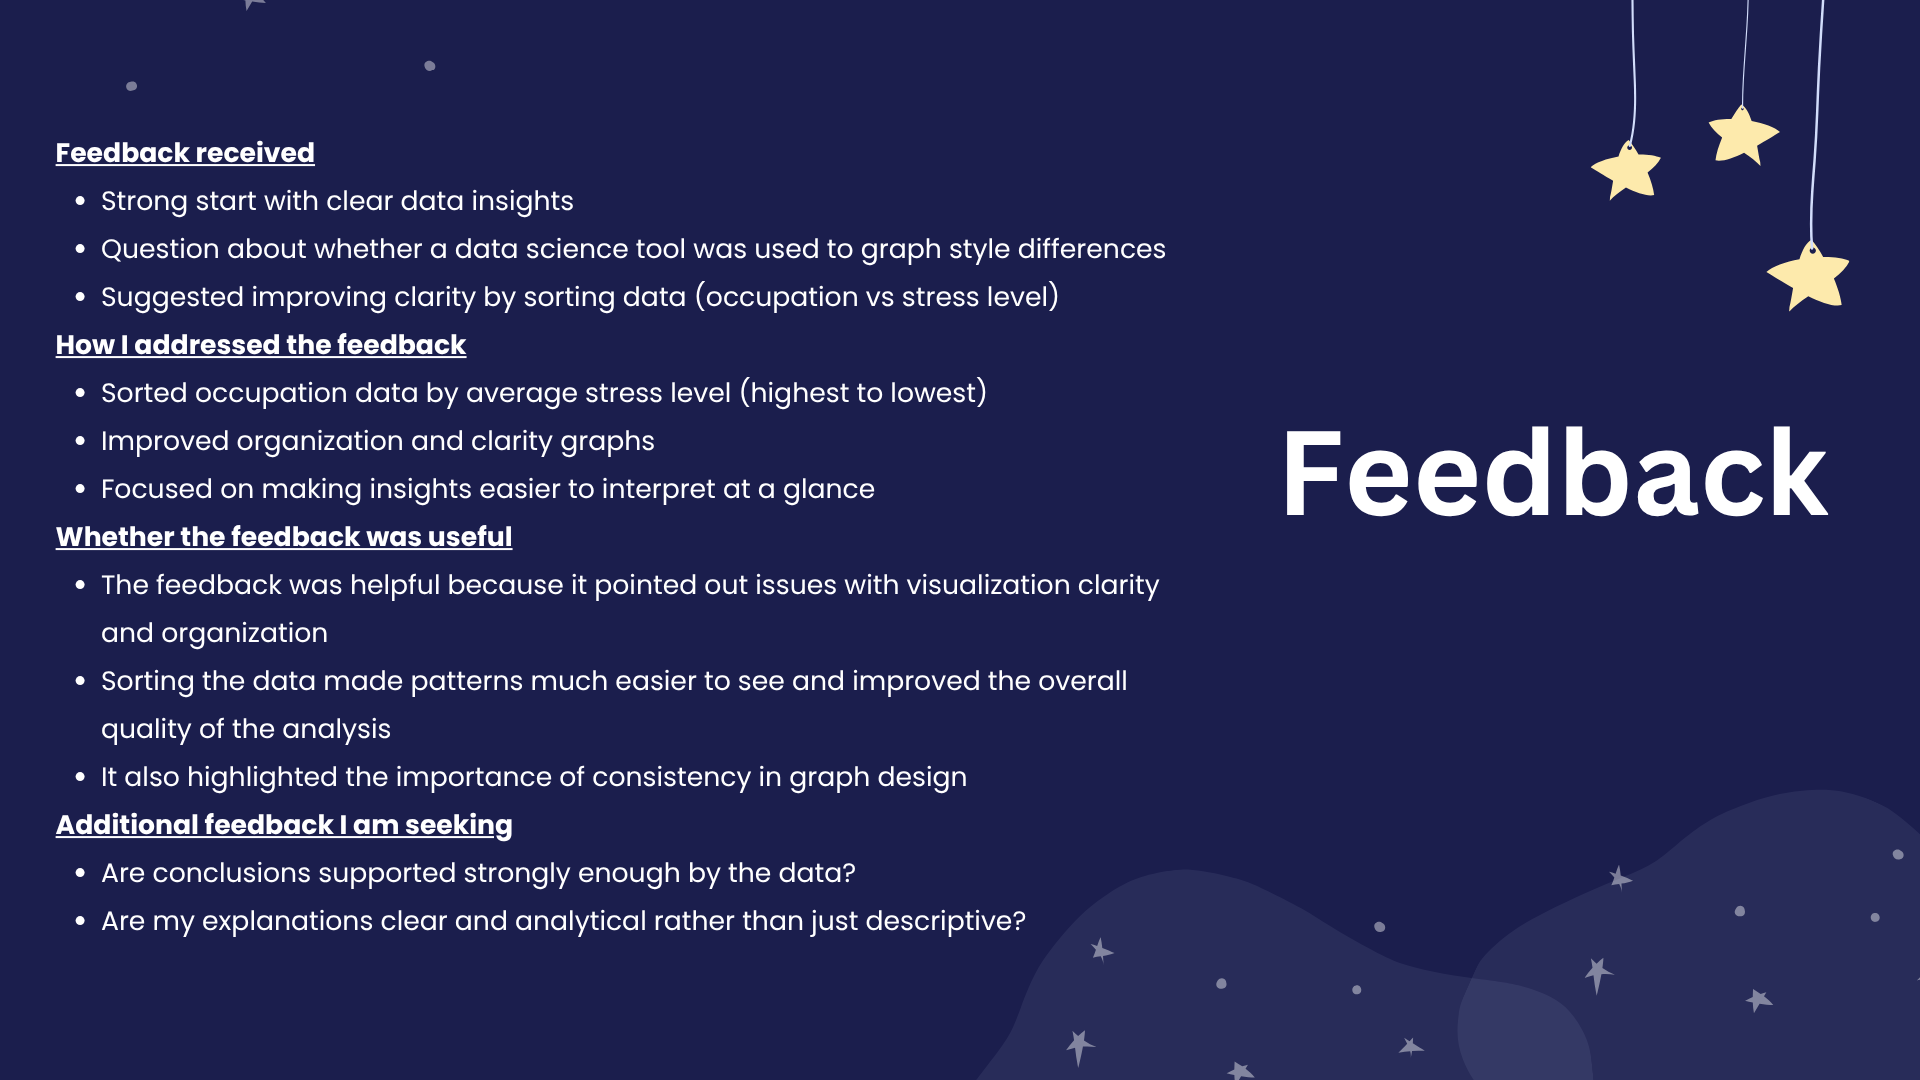 Feedback received
• Strong start with clear data insights
• Question about whether a data science tool was used to graph style differences
• Suggested improving clarity by sorting data (occupation vs stress level)
How I addressed the feedback
• Sorted occupation data by average stress level (highest to lowest)
• Improved organization and clarity graphs
• Focused on making insights easier to interpret at a glance
Whether the feedback was useful
• The feedback was helpful because it pointed out issues with visualization clarity
and organization
• Sorting the data made patterns much easier to see and improved the overall
quality of the analysis
• It also highlighted the importance of consistency in graph design
Additional feedback I am seeking
• Are conclusions supported strongly enough by the data?
• Are my explanations clear and analytical rather than just descriptive?
Feedback